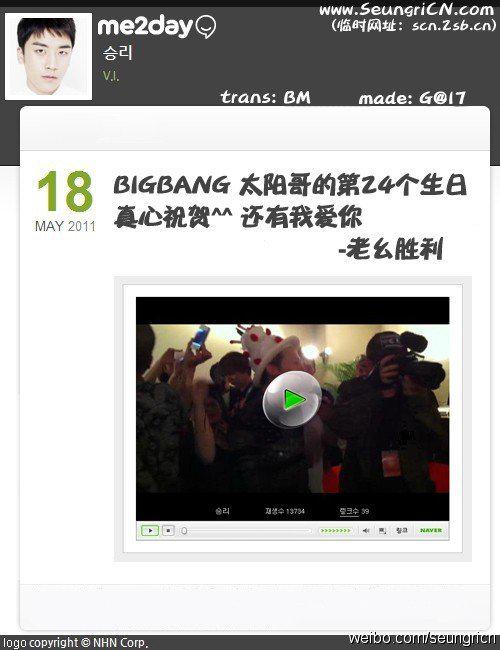 www.SeungriCN.com
me2day
(临时网址: scn.2sb.cn)
승리
V.I.
trans: BM made: G@17
18
MAY 2011
BIGBANG 太阳哥的第24个生日
真心祝贺^^ 还有我爱你
-老幺胜利
승리 재생수 13734 링크수 39
링크 NAVER
weibo.com/seungricn
logo copyright © NHN Corp.